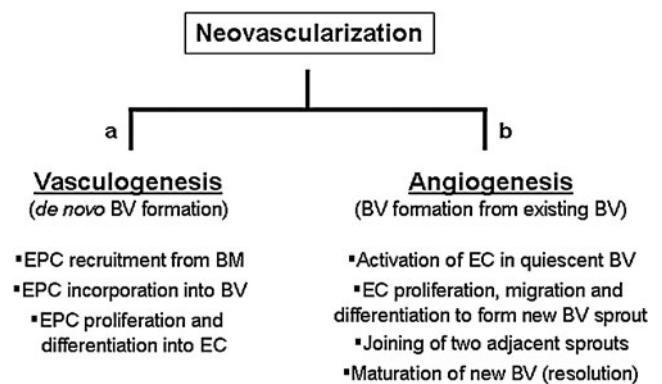 Neovascularization
a
b
Vasculogenesis
(de novo BV formation)
▪EPC recruitment from BM
▪EPC incorporation into BV
▪EPC proliferation and
differentiation into EC
Angiogenesis
(BV formation from existing BV)
▪Activation of EC in quiescent BV
▪EC proliferation, migration and
differentiation to form new BV sprout
▪Joining of two adjacent sprouts
▪Maturation of new BV (resolution)